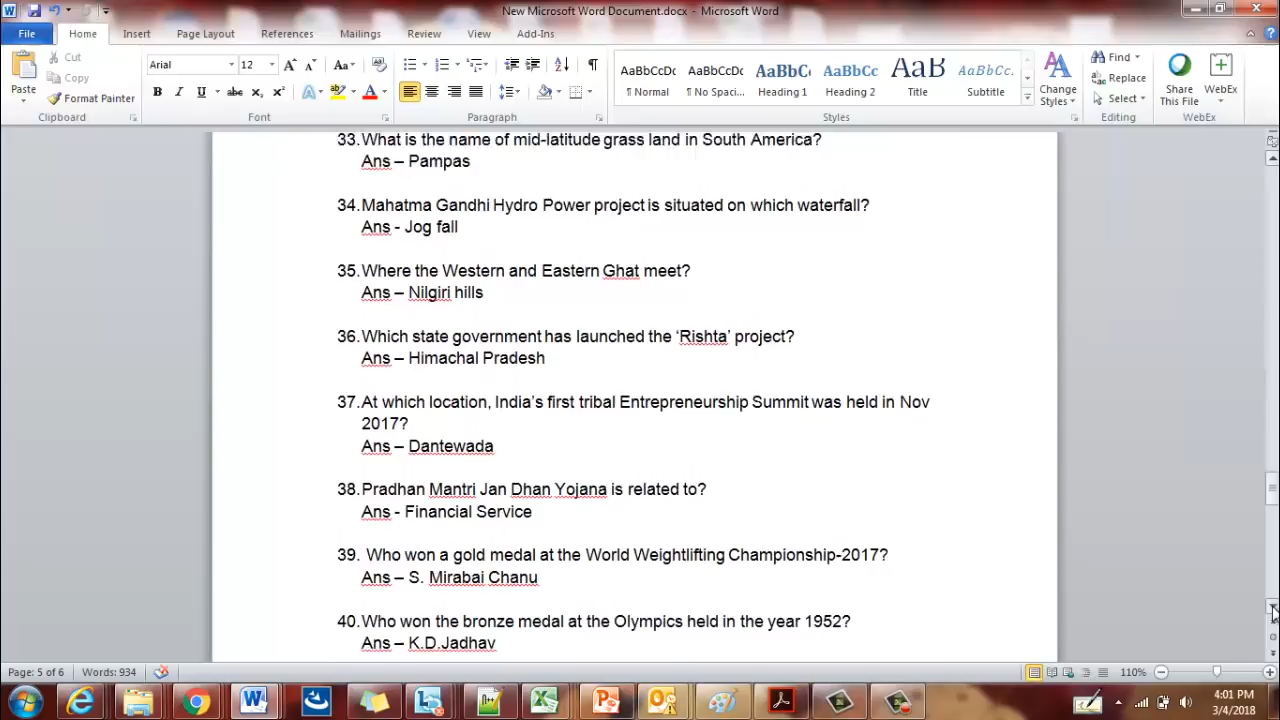 New Microsoft Word Document.docx - Microsoft Word
File Home Insert Page Layout References Mailings Review View Add-Ins
Paste
Cut
Copy
Format Painter
Clipboard
Arial 12
Font
Paragraph
AaBbCcDc AaBbCcDc AaBbC AaBbCc AaB AaBbCc.
¶ Normal ¶ No Spaci... Heading 1 Heading 2 Title Subtitle
Styles
Change Styles
Find
Replace
Select
Editing
Share This File
WebEx
WebEx
33.What is the name of mid-latitude grass land in South America?
Ans – Pampas
34.Mahatma Gandhi Hydro Power project is situated on which waterfall?
Ans - Jog fall
35.Where the Western and Eastern Ghat meet?
Ans – Nilgiri hills
36.Which state government has launched the ‘Rishta’ project?
Ans – Himachal Pradesh
37.At which location, India’s first tribal Entrepreneurship Summit was held in Nov
2017?
Ans – Dantewada
38.Pradhan Mantri Jan Dhan Yojana is related to?
Ans - Financial Service
39. Who won a gold medal at the World Weightlifting Championship-2017?
Ans – S. Mirabai Chanu
40.Who won the bronze medal at the Olympics held in the year 1952?
Ans – K.D.Jadhav
Page: 5 of 6 Words: 934 110%
4:01 PM
3/4/2018